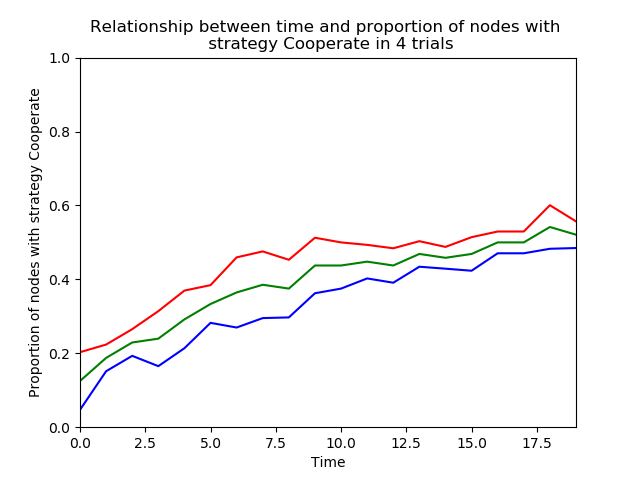 Relationship between time and proportion of nodes with
strategy Cooperate in 4 trials
Proportion of nodes with strategy Cooperate
1.0
0.8
0.6
0.4
0.2
0.0
0.0 2.5 5.0 7.5 10.0 12.5 15.0 17.5
Time